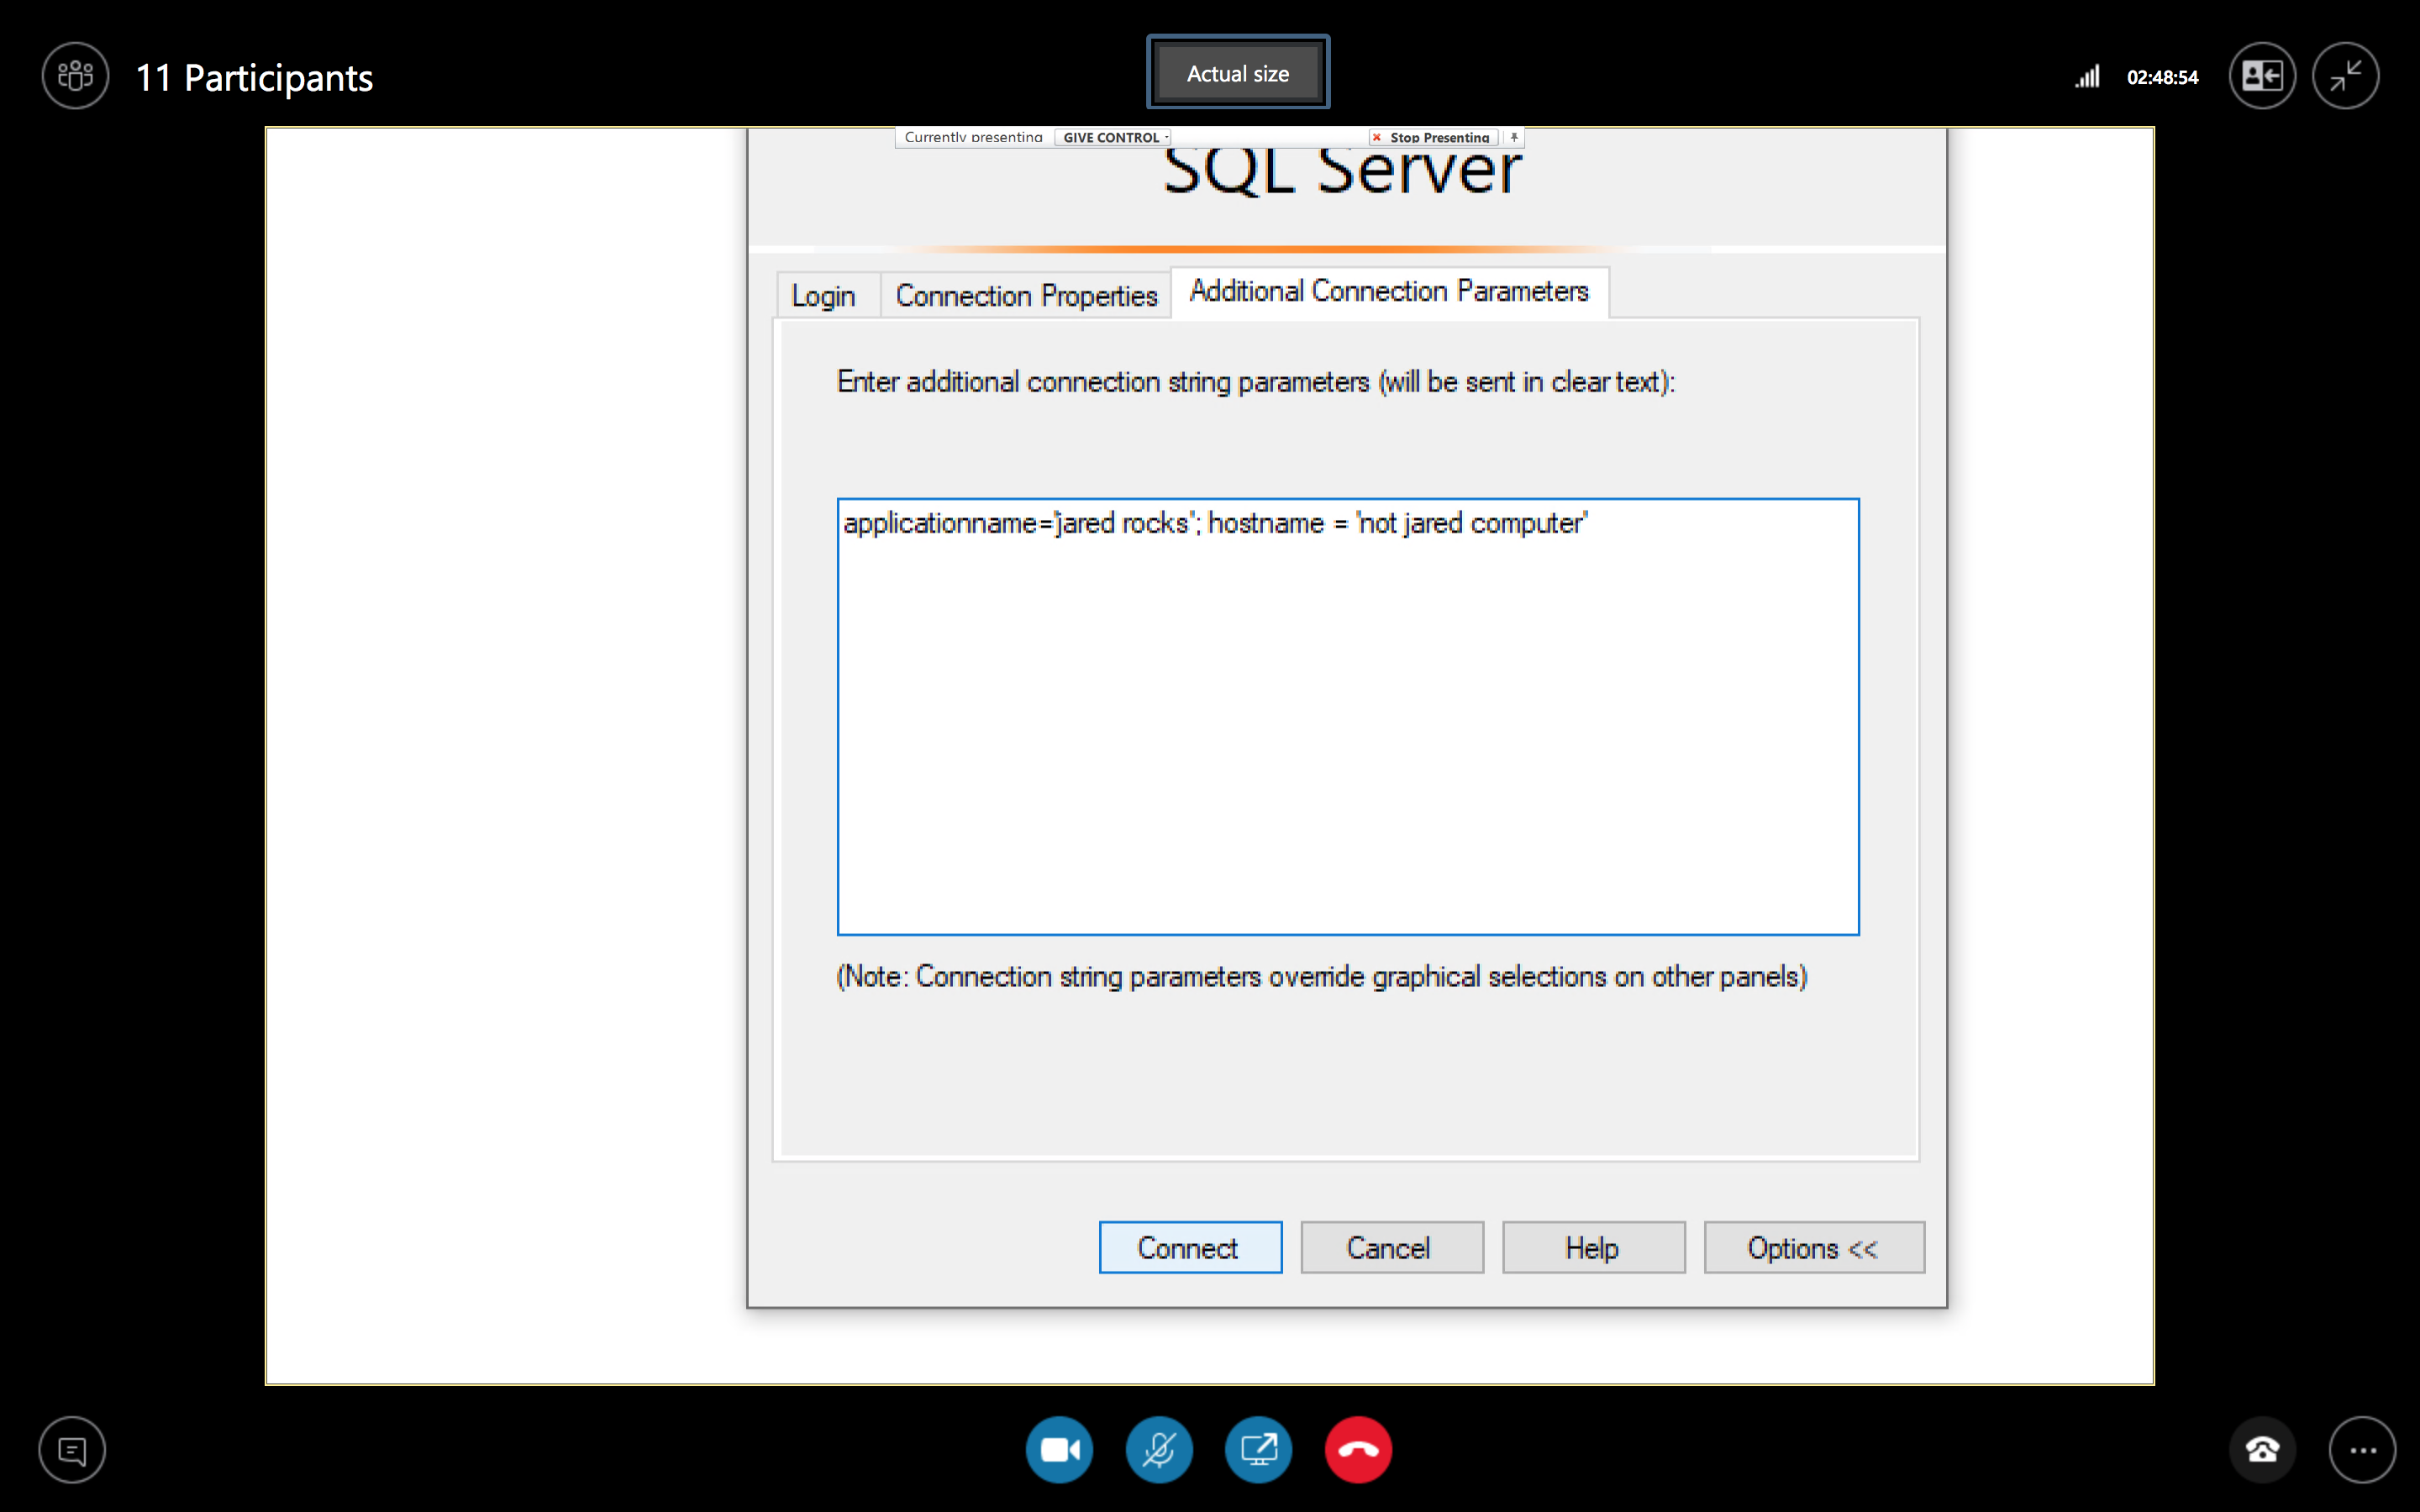 11 Participants
Actual size
02:48:54
Currently presenting GIVE CONTROL Stop Presenting
SQL Server
Login Connection Properties Additional Connection Parameters
Enter additional connection string parameters (will be sent in clear text):
applicationname='jared rocks'; hostname = 'not jared computer'
(Note: Connection string parameters override graphical selections on other panels)
Connect Cancel Help Options <<